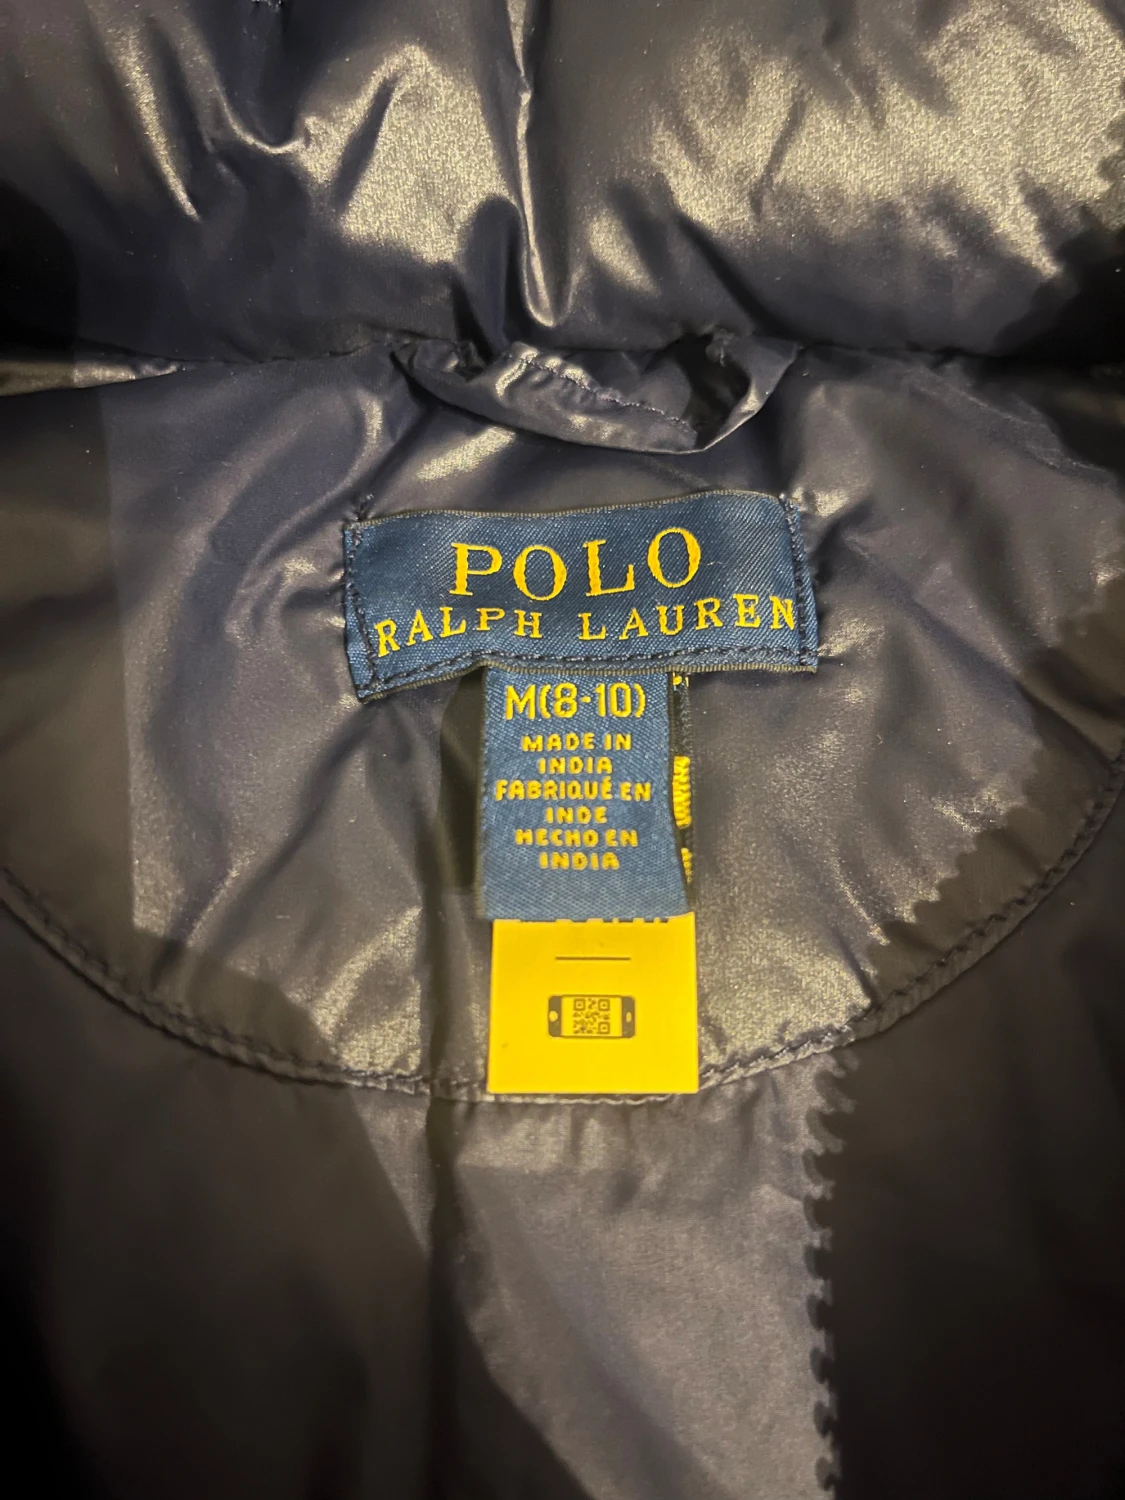 POLO
RALPH LAUREN
M(8-10)
MADE IN
INDIA
FABRIQUÉ EN
INDE
HECHO EN
INDIA